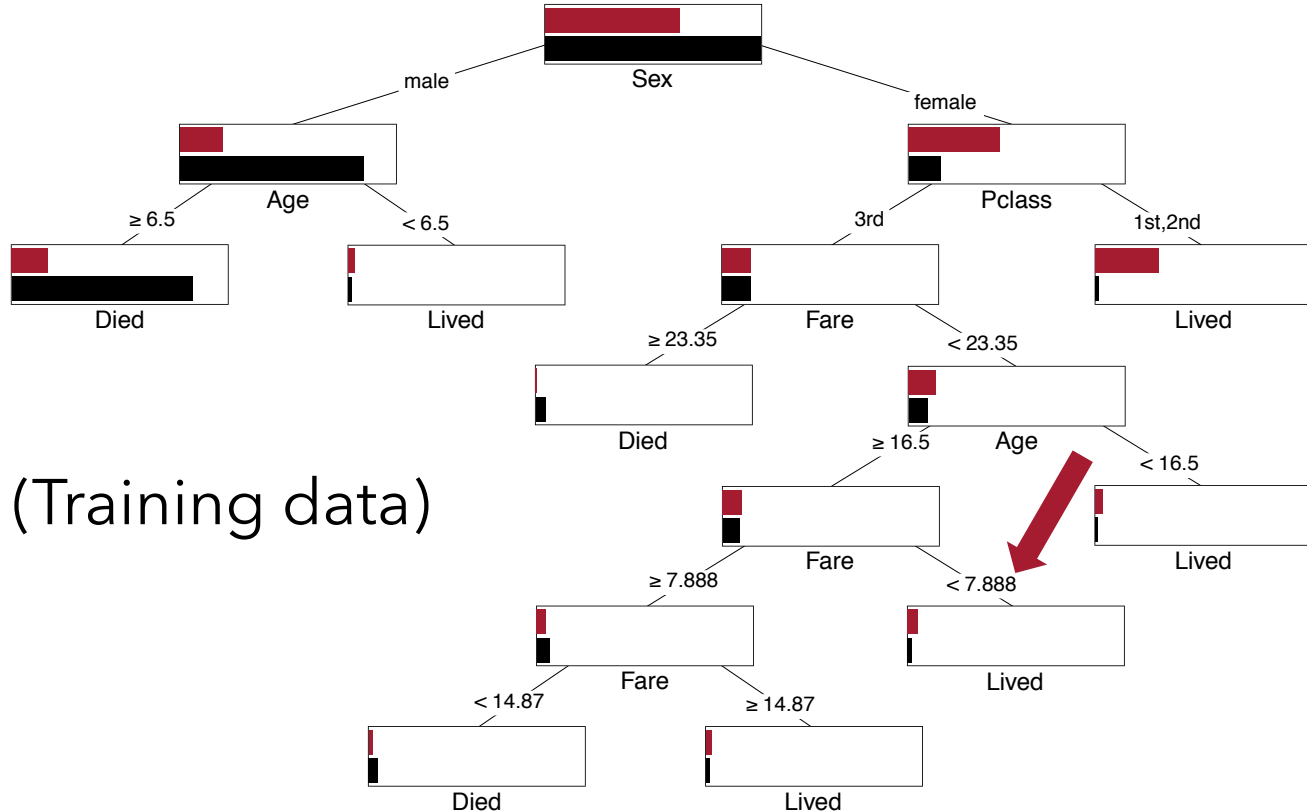 Sex
male
female
Age
Pclass
≥ 6.5
< 6.5
3rd
1st,2nd
Died
Lived
Fare
Lived
≥ 23.35
< 23.35
Died
Age
≥ 16.5
< 16.5
(Training data)
Fare
Lived
≥ 7.888
< 7.888
Fare
Lived
< 14.87
≥ 14.87
Died
Lived